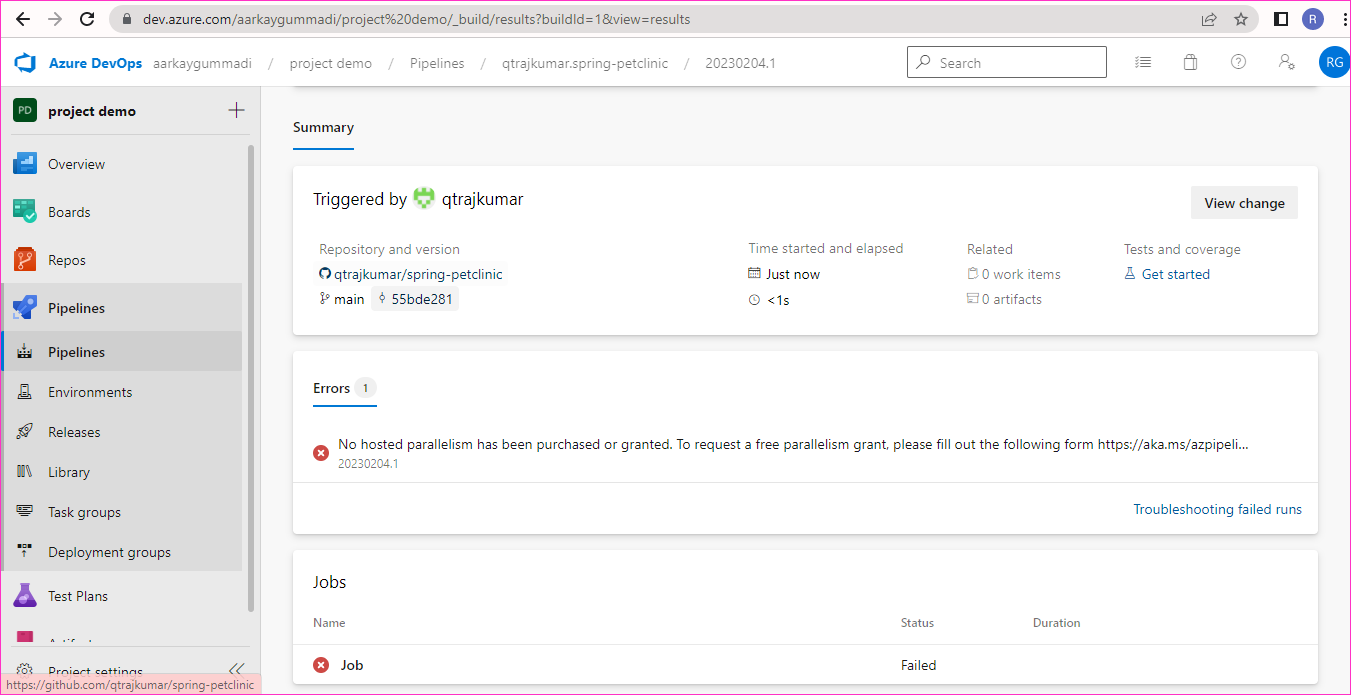 dev.azure.com/aarkaygummadi/project%20demo/_build/results?buildId=1&view=results
R
Azure DevOps aarkaygummadi / project demo / Pipelines / qtrajkumar.spring-petclinic / 20230204.1
Search
RG
PD project demo
Overview
Boards
Repos
Pipelines
Pipelines
Environments
Releases
Library
Task groups
Deployment groups
Test Plans
Project settings
https://github.com/qtrajkumar/spring-petclinic
Summary
Triggered by qtrajkumar
View change
Repository and version
qtrajkumar/spring-petclinic
main 55bde281
Time started and elapsed
Just now
<1s
Related
0 work items
0 artifacts
Tests and coverage
Get started
Errors 1
No hosted parallelism has been purchased or granted. To request a free parallelism grant, please fill out the following form https://aka.ms/azpipeli...
20230204.1
Troubleshooting failed runs
Jobs
Name Status Duration
Job Failed